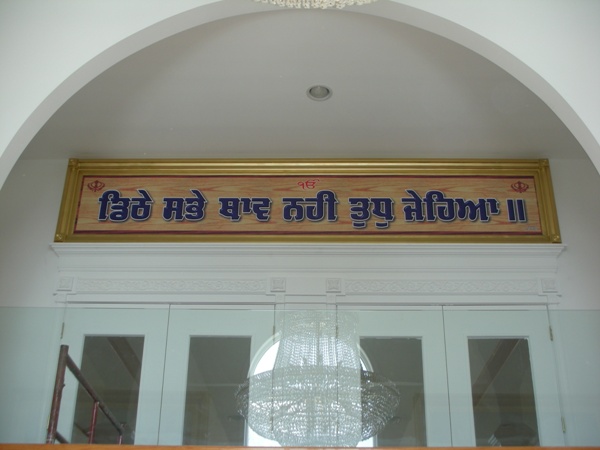 ੴ
ਡਿਠੇ ਸਭੇ ਥਾਵ ਨਹੀ ਤੁਧੁ ਜੇਹਿਆ ॥